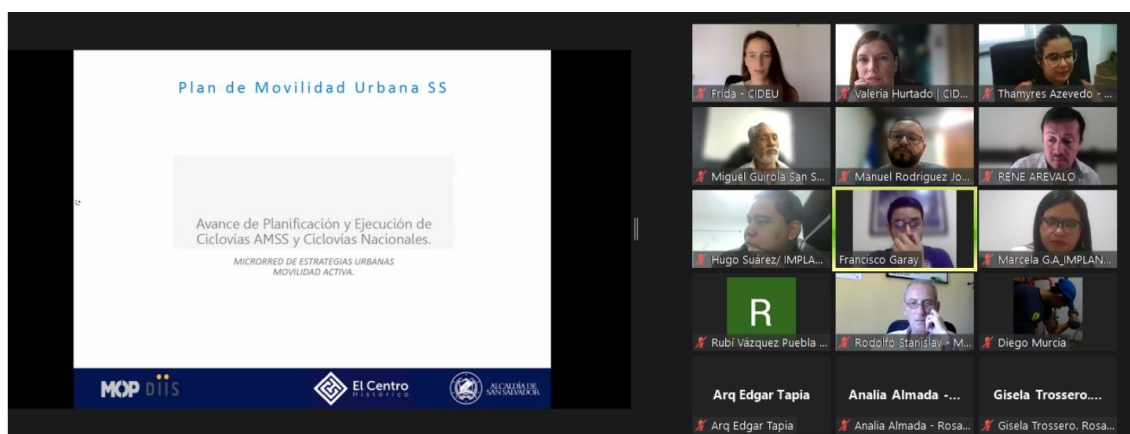 Plan de Movilidad Urbana SS
Avance de Planificación y Ejecución de
Ciclovías AMSS y Ciclovías Nacionales.
MICRORRED DE ESTRATEGIAS URBANAS
MOVILIDAD ACTIVA.
MOP DIIS
El Centro
Histórico
ALCALDÍA DE
SAN SALVADOR
Frida - CIDEU
Valeria Hurtado | CID...
Thamyres Azevedo - ...
Miguel Guirola San S...
Manuel Rodriguez Jo...
RENE AREVALO
Hugo Suárez/ IMPLA...
Francisco Garay
Marcela G.A_IMPLAN...
R
Rubí Vázquez Puebla ...
Rodolfo Stanislav - M...
Diego Murcia
Arq Edgar Tapia
Analia Almada -...
Gisela Trossero....
Arq Edgar Tapia
Analia Almada - Rosa...
Gisela Trossero. Rosa...